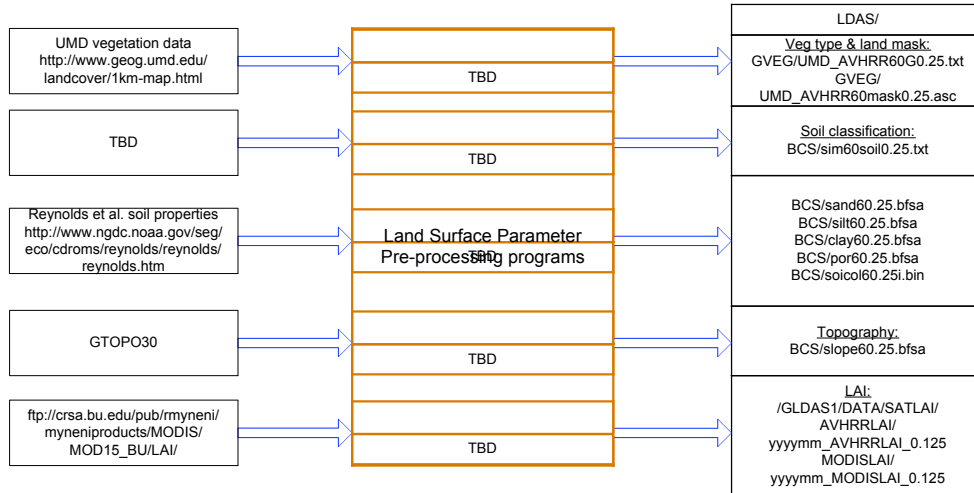 UMD vegetation data
http://www.geog.umd.edu/
landcover/1km-map.html
TBD
Reynolds et al. soil properties
http://www.ngdc.noaa.gov/seg/
eco/cdroms/reynolds/reynolds/
reynolds.htm
GTOPO30
ftp://crsa.bu.edu/pub/rmyneni/
myneniproducts/MODIS/
MOD15_BU/LAI/
TBD
TBD
Land Surface Parameter
TBD
Pre-processing programs
TBD
TBD
LDAS/
Veg type & land mask:
GVEG/UMD_AVHRR60G0.25.txt
GVEG/
UMD_AVHRR60mask0.25.asc
Soil classification:
BCS/sim60soil0.25.txt
BCS/sand60.25.bfsa
BCS/silt60.25.bfsa
BCS/clay60.25.bfsa
BCS/por60.25.bfsa
BCS/soicol60.25i.bin
Topography:
BCS/slope60.25.bfsa
LAI:
/GLDAS1/DATA/SATLAI/
AVHRRLAI/
yyyymm_AVHRRLAI_0.125
MODISLAI/
yyyymm_MODISLAI_0.125